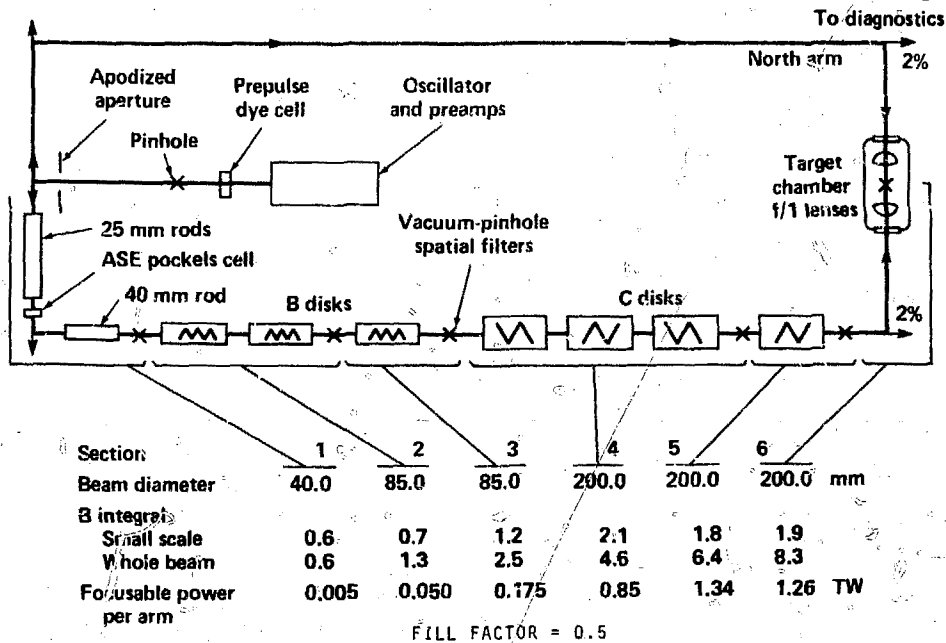 To diagnostics
North arm
2%
Apodized
aperture
Prepulse
dye cell
Oscillator
and preamps
Pinhole
Target
chamber
f/1 lenses
25 mm rods
ASE pockels cell
40 mm rod
Vacuum-pinhole
spatial filters
B disks
C disks
2%
Section 1 2 3 4 5 6
Beam diameter 40.0 85.0 85.0 200.0 200.0 200.0 mm
B integral
Small scale 0.6 0.7 1.2 2.1 1.8 1.9
Whole beam 0.6 1.3 2.5 4.6 6.4 8.3
Focusable power 0.005 0.050 0.175 0.85 1.34 1.26 TW
per arm
FILL FACTOR = 0.5